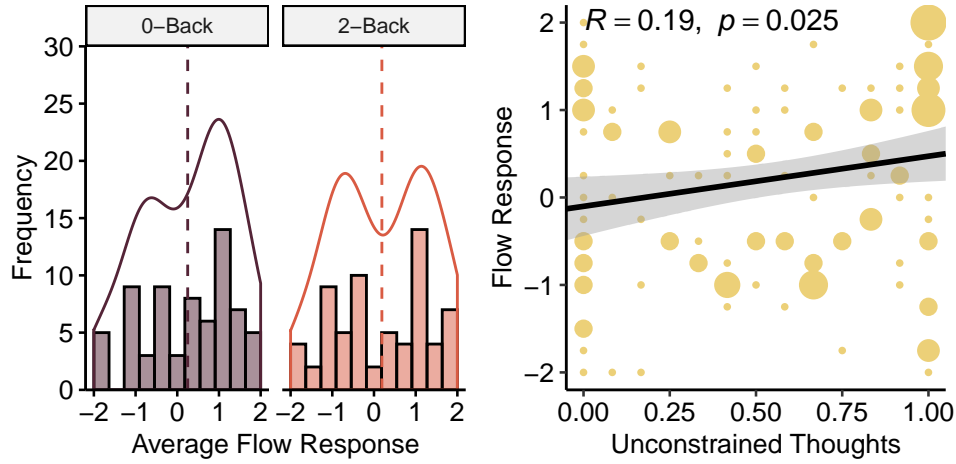 0−Back
2−Back
30
25
20
15
10
5
0
Frequency
−2 −1 0 1 2
−2 −1 0 1 2
Average Flow Response
R = 0.19, p = 0.025
2
1
0
−1
−2
Flow Response
0.00 0.25 0.50 0.75 1.00
Unconstrained Thoughts